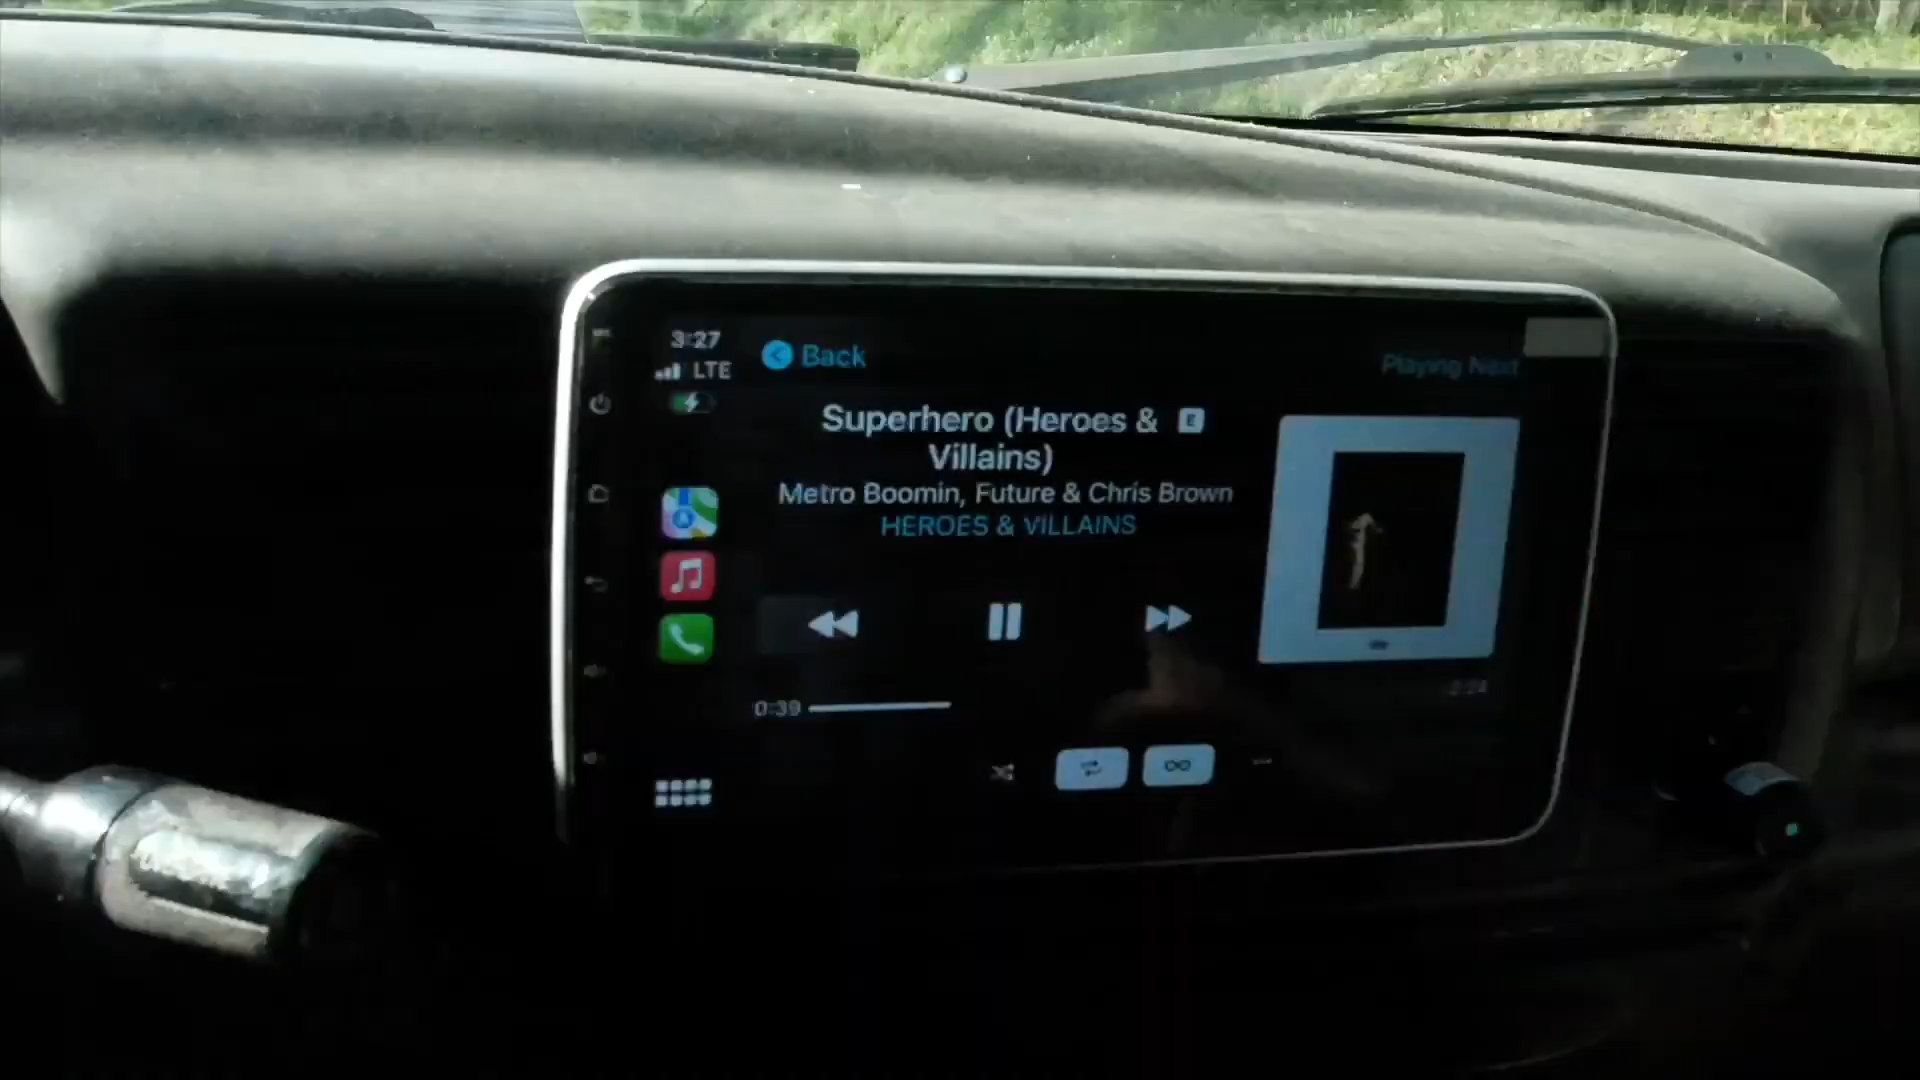 3:27
LTE
Back
Playing Next
Superhero (Heroes & E
Villains)
Metro Boomin, Future & Chris Brown
HEROES & VILLAINS
0:39